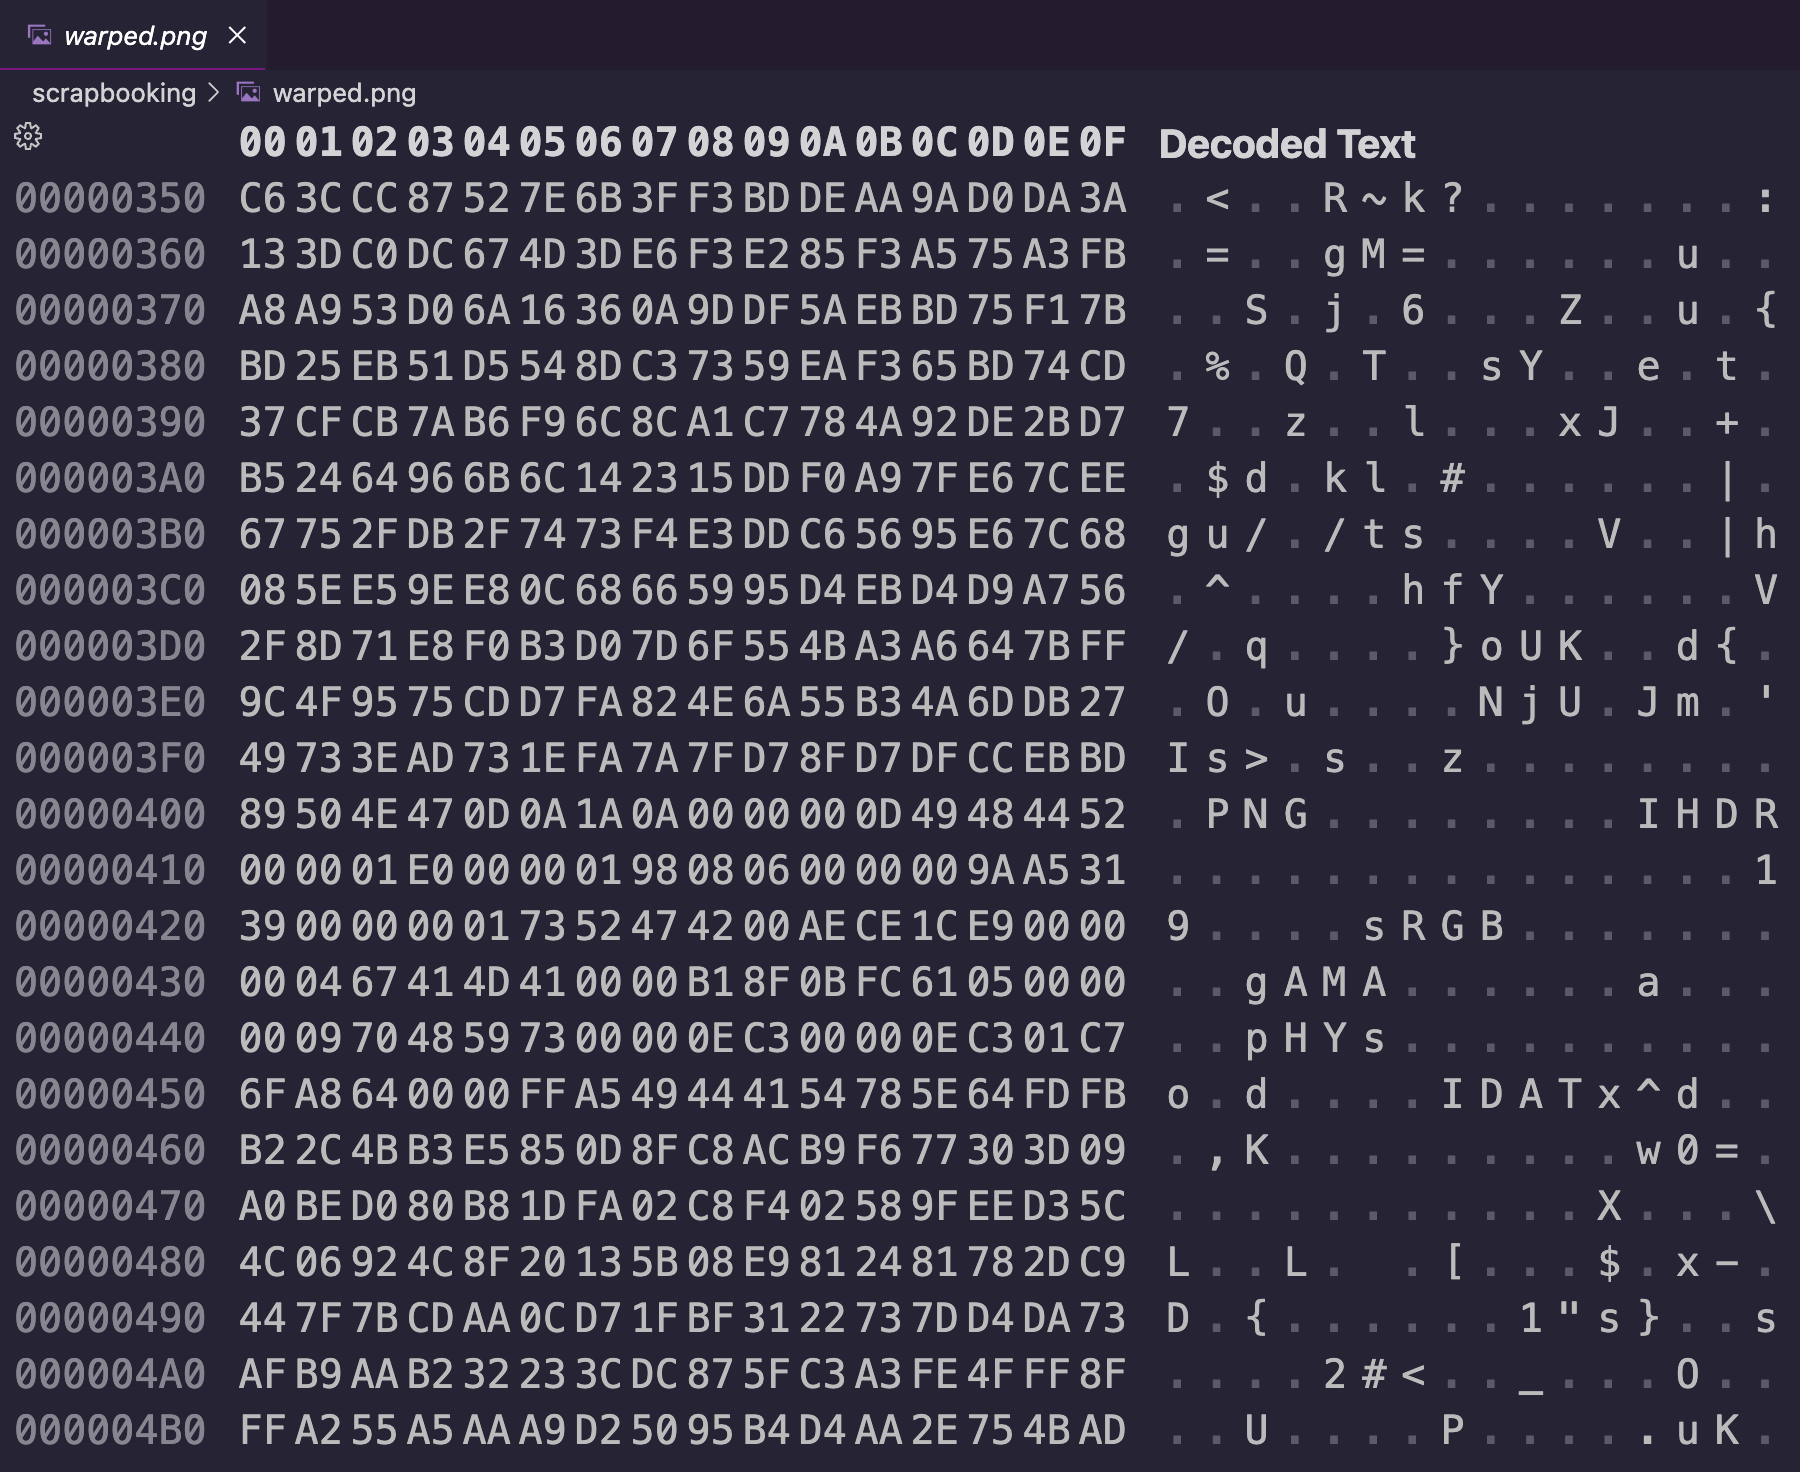 warped.png
scrapbooking > warped.png
00 01 02 03 04 05 06 07 08 09 0A 0B 0C 0D 0E 0F Decoded Text
00000350 C6 3C CC 87 52 7E 6B 3F F3 BD DE AA 9A D0 DA 3A . < . . R ~ k ? . . . . . . . :
00000360 13 3D C0 DC 67 4D 3D E6 F3 E2 85 F3 A5 75 A3 FB . = . . g M = . . . . . . u . .
00000370 A8 A9 53 D0 6A 16 36 0A 9D DF 5A EB BD 75 F1 7B . . S . j . 6 . . . Z . . u . {
00000380 BD 25 EB 51 D5 54 8D C3 73 59 EA F3 65 BD 74 CD . % . Q . T . . s Y . . e . t .
00000390 37 CF CB 7A B6 F9 6C 8C A1 C7 78 4A 92 DE 2B D7 7 . . z . . l . . . x J . . + .
000003A0 B5 24 64 96 6B 6C 14 23 15 DD F0 A9 7F E6 7C EE . $ d . k l . # . . . . . . | .
000003B0 67 75 2F DB 2F 74 73 F4 E3 DD C6 56 95 E6 7C 68 g u / . / t s . . . . V . . | h
000003C0 08 5E E5 9E E8 0C 68 66 59 95 D4 EB D4 D9 A7 56 . ^ . . . . h f Y . . . . . . V
000003D0 2F 8D 71 E8 F0 B3 D0 7D 6F 55 4B A3 A6 64 7B FF / . q . . . . } o U K . . d { .
000003E0 9C 4F 95 75 CD D7 FA 82 4E 6A 55 B3 4A 6D DB 27 . O . u . . . . N j U . J m . '
000003F0 49 73 3E AD 73 1E FA 7A 7F D7 8F D7 DF CC EB BD I s > . s . . z . . . . . . . .
00000400 89 50 4E 47 0D 0A 1A 0A 00 00 00 0D 49 48 44 52 . P N G . . . . . . . . I H D R
00000410 00 00 01 E0 00 00 01 98 08 06 00 00 00 9A A5 31 . . . . . . . . . . . . . . . 1
00000420 39 00 00 00 01 73 52 47 42 00 AE CE 1C E9 00 00 9 . . . . s R G B . . . . . . .
00000430 00 04 67 41 4D 41 00 00 B1 8F 0B FC 61 05 00 00 . . g A M A . . . . . . a . . .
00000440 00 09 70 48 59 73 00 00 0E C3 00 00 0E C3 01 C7 . . p H Y s . . . . . . . . . .
00000450 6F A8 64 00 00 FF A5 49 44 41 54 78 5E 64 FD FB o . d . . . . I D A T x ^ d . .
00000460 B2 2C 4B B3 E5 85 0D 8F C8 AC B9 F6 77 30 3D 09 . , K . . . . . . . . . w 0 = .
00000470 A0 BE D0 80 B8 1D FA 02 C8 F4 02 58 9F EE D3 5C . . . . . . . . . . . X . . . \
00000480 4C 06 92 4C 8F 20 13 5B 08 E9 81 24 81 78 2D C9 L . . L .   . [ . . . $ . x - .
00000490 44 7F 7B CD AA 0C D7 1F BF 31 22 73 7D D4 DA 73 D . { . . . . . . 1 " s } . . s
000004A0 AF B9 AA B2 32 23 3C DC 87 5F C3 A3 FE 4F FF 8F . . . . 2 # < . . _ . . . O . .
000004B0 FF A2 55 A5 AA A9 D2 50 95 B4 D4 AA 2E 75 4B AD . . U . . . . P . . . . . u K .